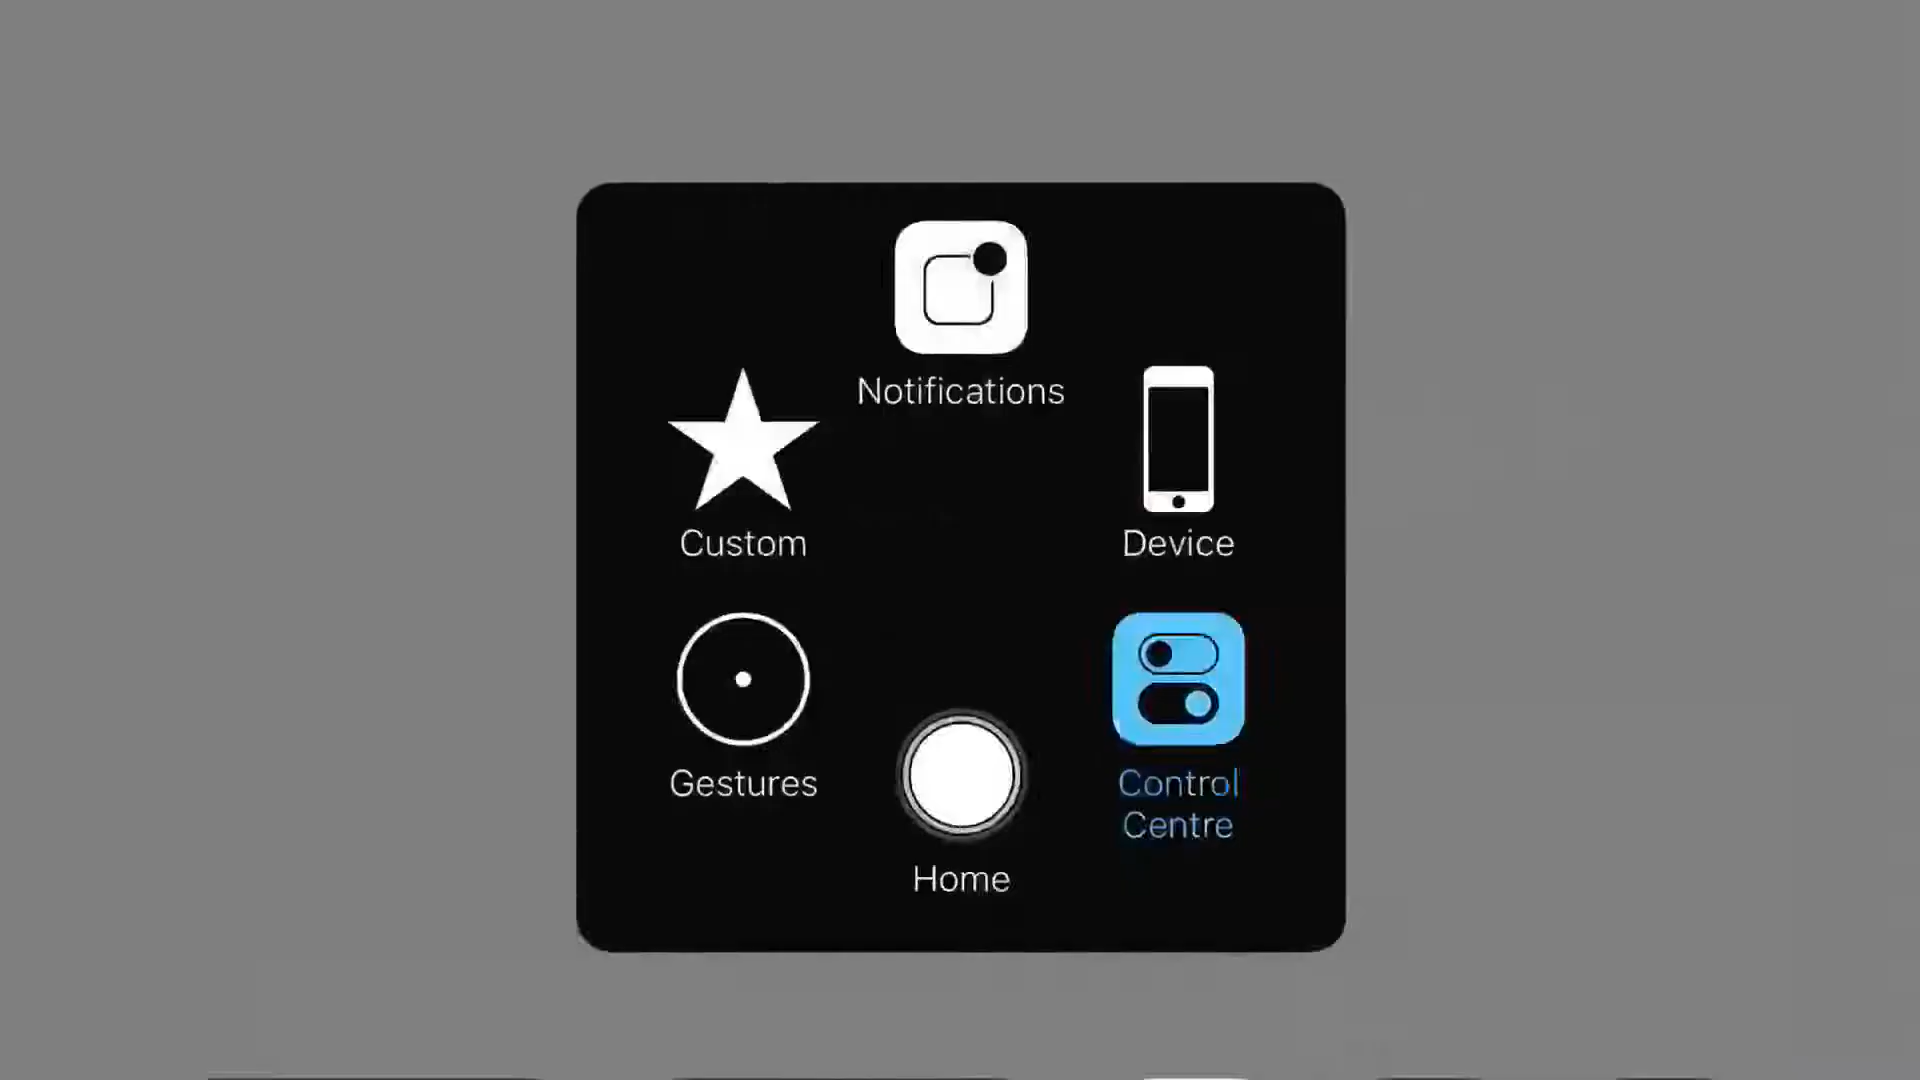 Notifications
Custom
Device
Gestures
Control
Centre
Home